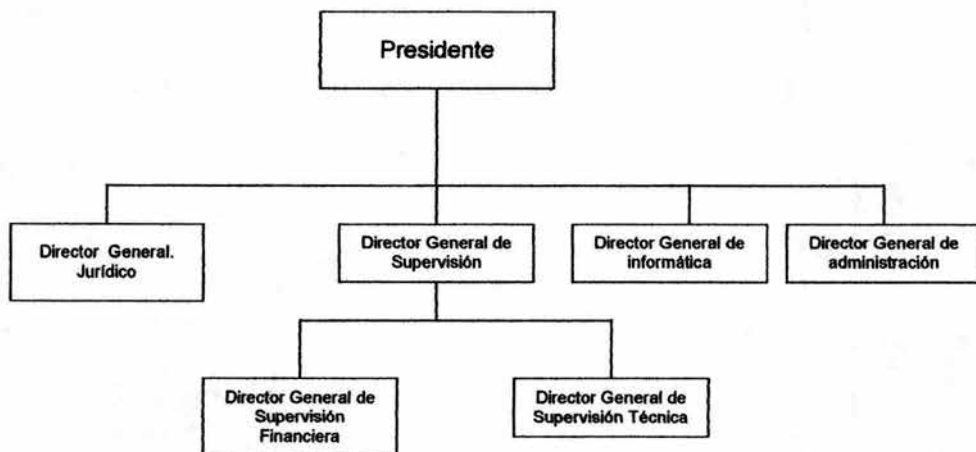 Presidente
Director General.
Jurídico
Director General de
Supervisión
Director General de
informática
Director General de
administración
Director General de
Supervisión
Financiera
Director General de
Supervisión Técnica